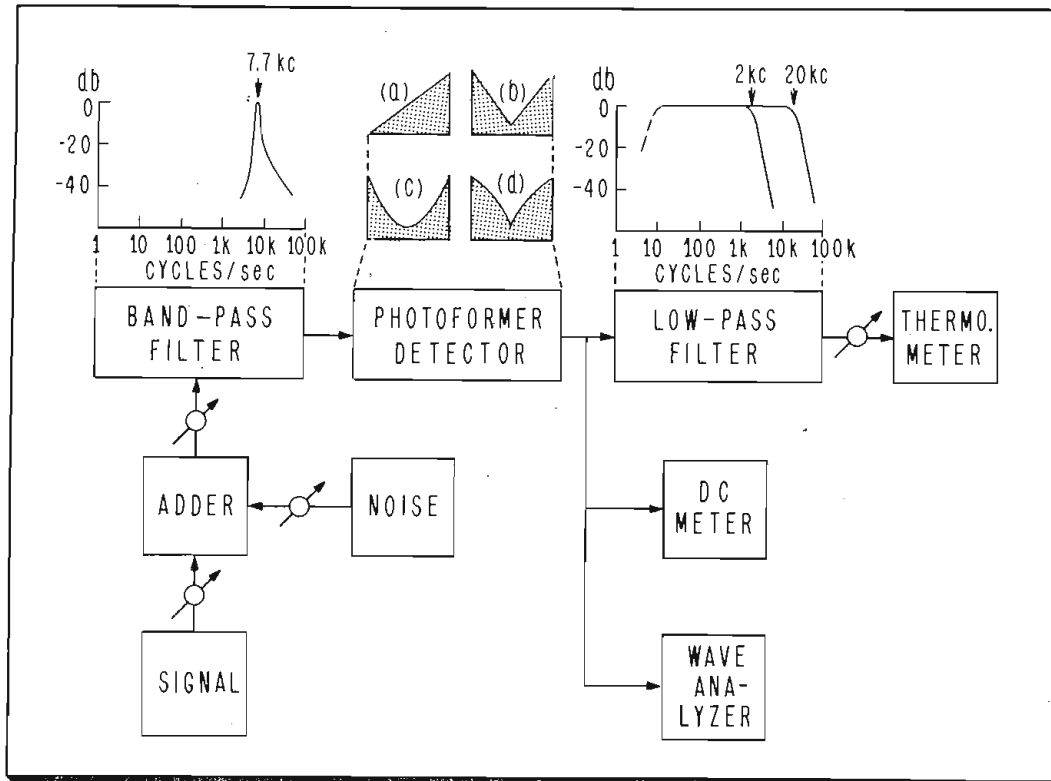 7.7 kc
db
0
-20
-40
1 10 100 1k 10k 100k
CYCLES/sec
(a)
(b)
(c)
(d)
db
0
-20
-40
2kc 20kc
1 10 100 1k 10k 100k
CYCLES/sec
BAND-PASS
FILTER
PHOTOFORMER
DETECTOR
LOW-PASS
FILTER
THERMO.
METER
ADDER
NOISE
DC
METER
SIGNAL
WAVE
ANA-
LYZER